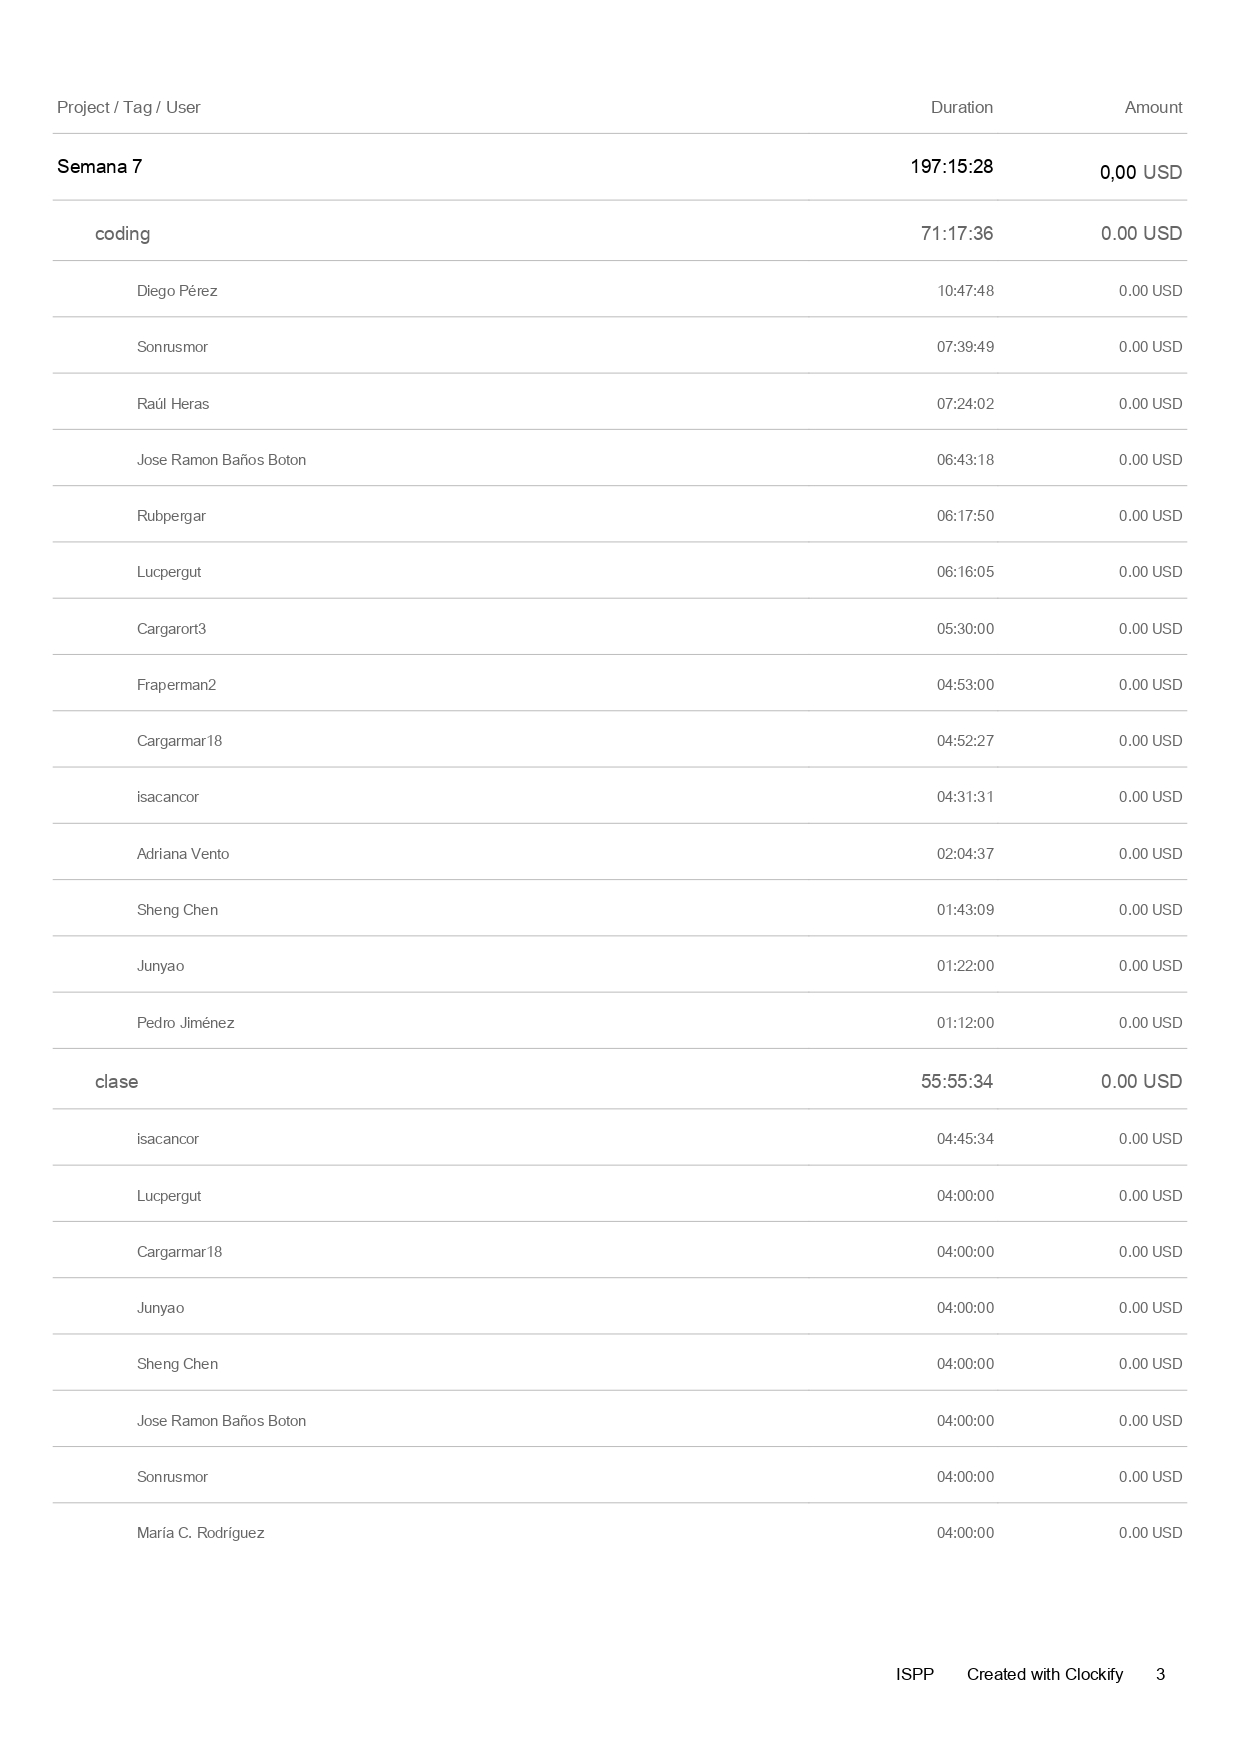 Project / Tag / User Duration Amount
Semana 7 197:15:28 0,00 USD
coding 71:17:36 0.00 USD
Diego Pérez 10:47:48 0.00 USD
Sonrusmor 07:39:49 0.00 USD
Raúl Heras 07:24:02 0.00 USD
Jose Ramon Baños Boton 06:43:18 0.00 USD
Rubpergar 06:17:50 0.00 USD
Lucpergut 06:16:05 0.00 USD
Cargarort3 05:30:00 0.00 USD
Fraperman2 04:53:00 0.00 USD
Cargarmar18 04:52:27 0.00 USD
isacancor 04:31:31 0.00 USD
Adriana Vento 02:04:37 0.00 USD
Sheng Chen 01:43:09 0.00 USD
Junyao 01:22:00 0.00 USD
Pedro Jiménez 01:12:00 0.00 USD
clase 55:55:34 0.00 USD
isacancor 04:45:34 0.00 USD
Lucpergut 04:00:00 0.00 USD
Cargarmar18 04:00:00 0.00 USD
Junyao 04:00:00 0.00 USD
Sheng Chen 04:00:00 0.00 USD
Jose Ramon Baños Boton 04:00:00 0.00 USD
Sonrusmor 04:00:00 0.00 USD
María C. Rodríguez 04:00:00 0.00 USD
ISPP Created with Clockify 3